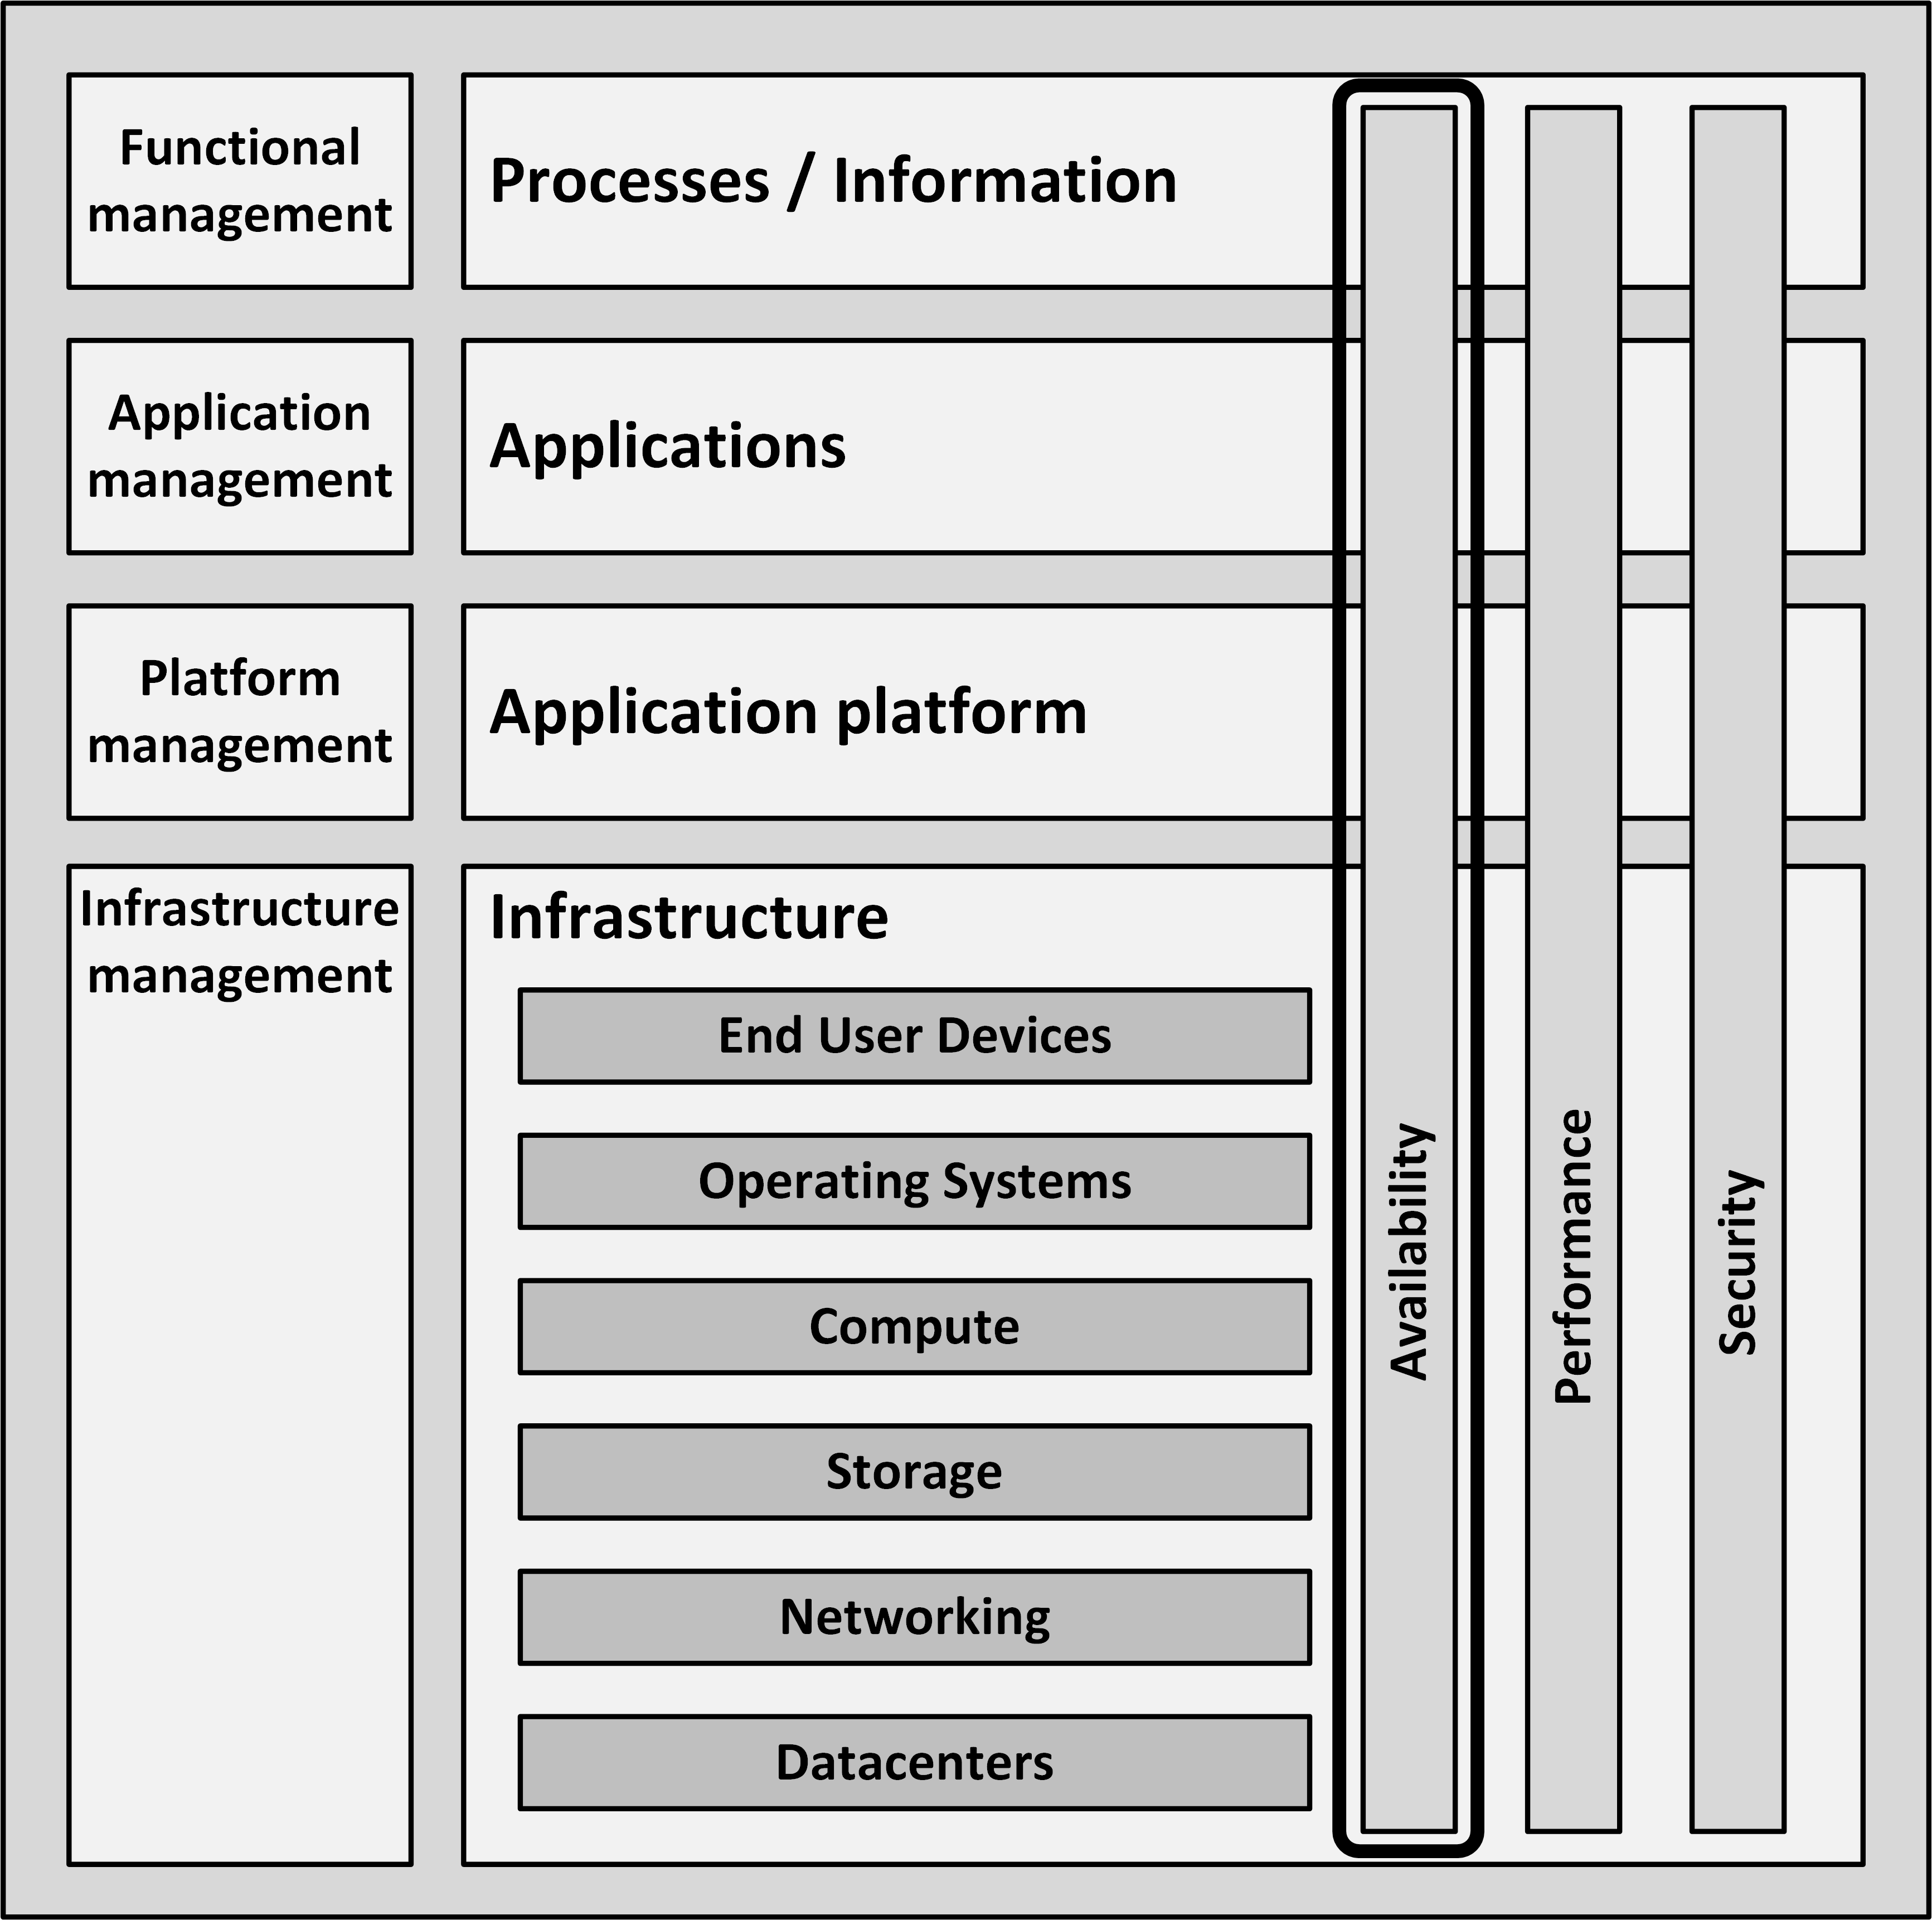 Functional
management
Processes / Information
Application
management
Applications
Platform
management
Application platform
Infrastructure
management
Infrastructure
End User Devices
Operating Systems
Compute
Storage
Networking
Datacenters
Availability
Performance
Security